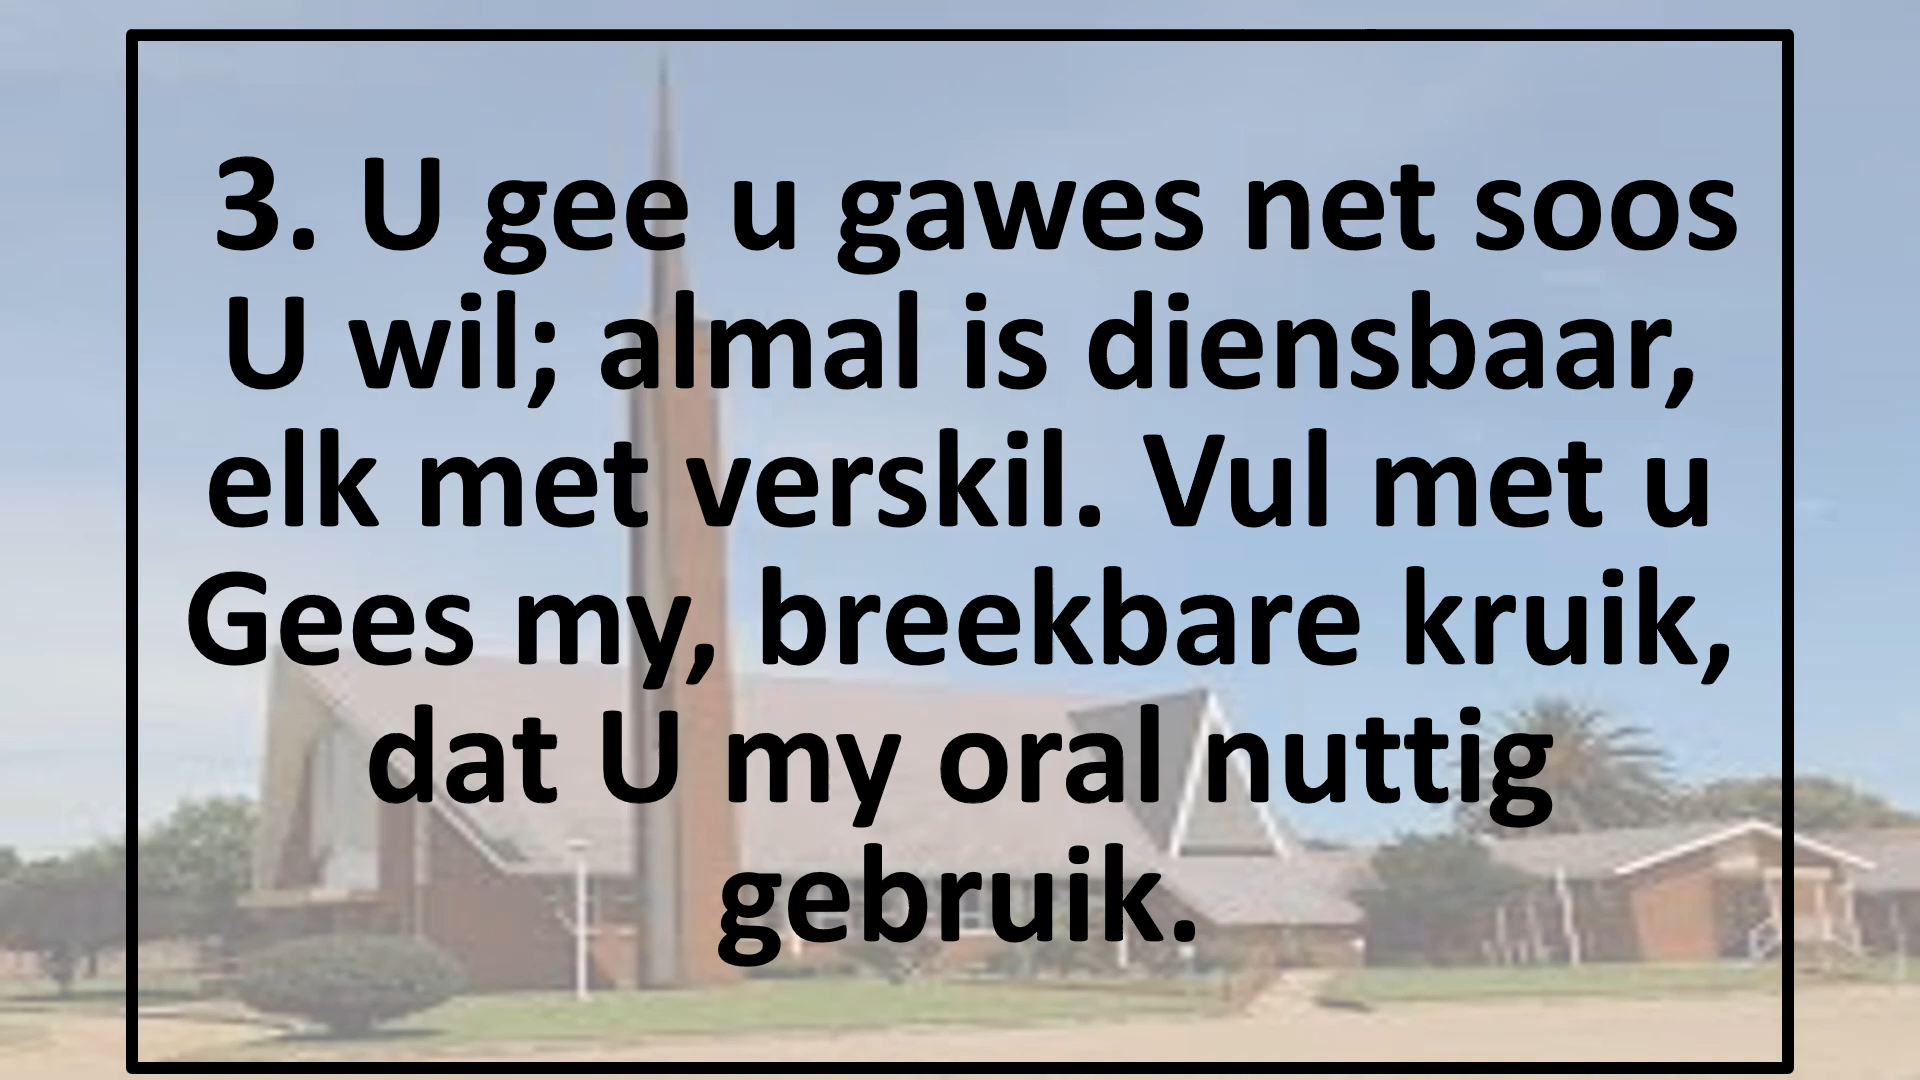 3. U gee u gawes net soos
U wil; almal is diensbaar,
elk met verskil. Vul met u
Gees my, breekbare kruik,
dat U my oral nuttig
gebruik.